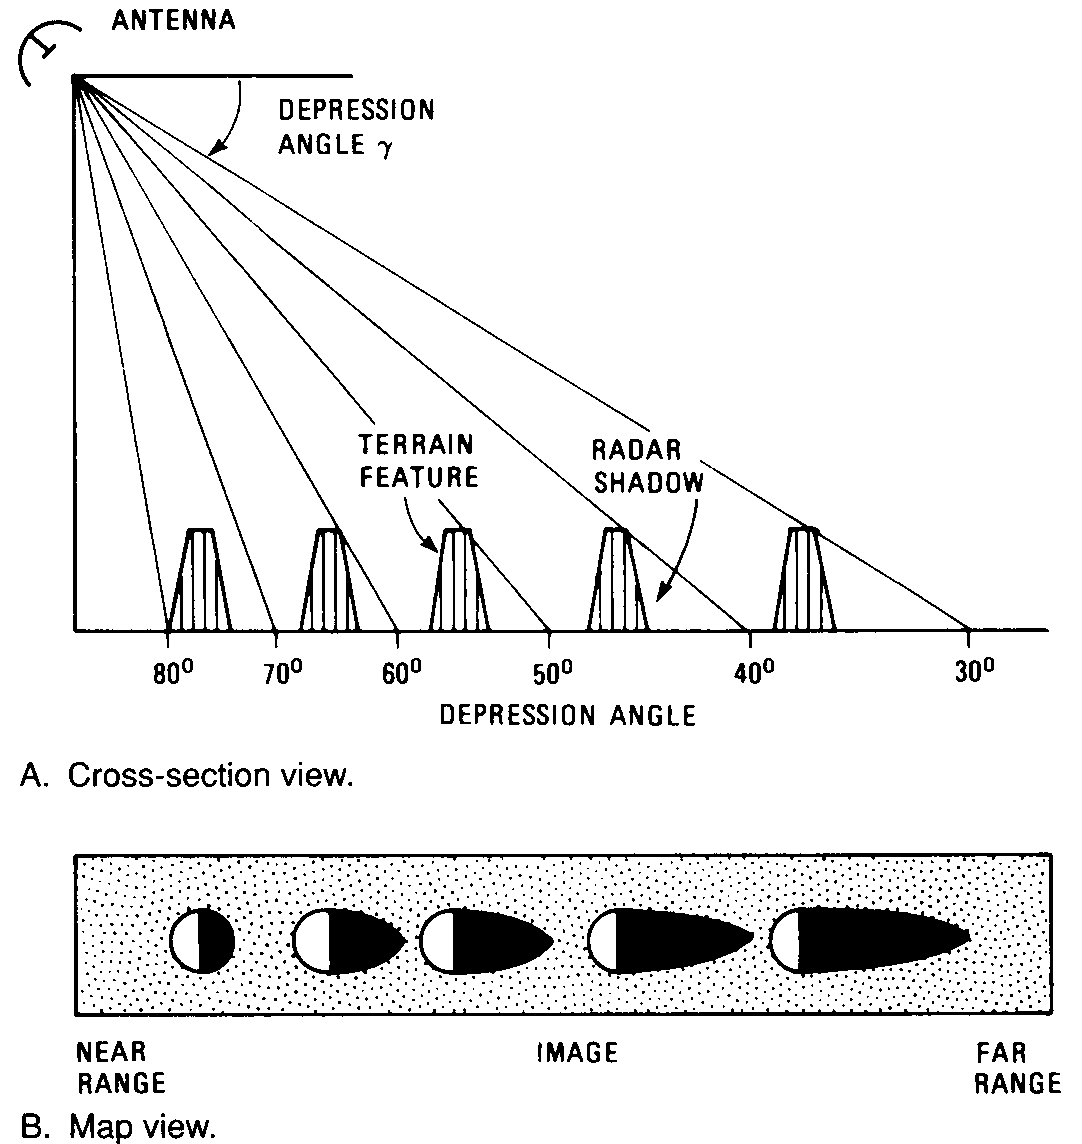 ANTENNA
DEPRESSION
ANGLE γ
TERRAIN
FEATURE
RADAR
SHADOW
80⁰ 70⁰ 60⁰ 50⁰ 40⁰ 30⁰
DEPRESSION ANGLE
A. Cross-section view.
NEAR
RANGE
IMAGE
FAR
RANGE
B. Map view.